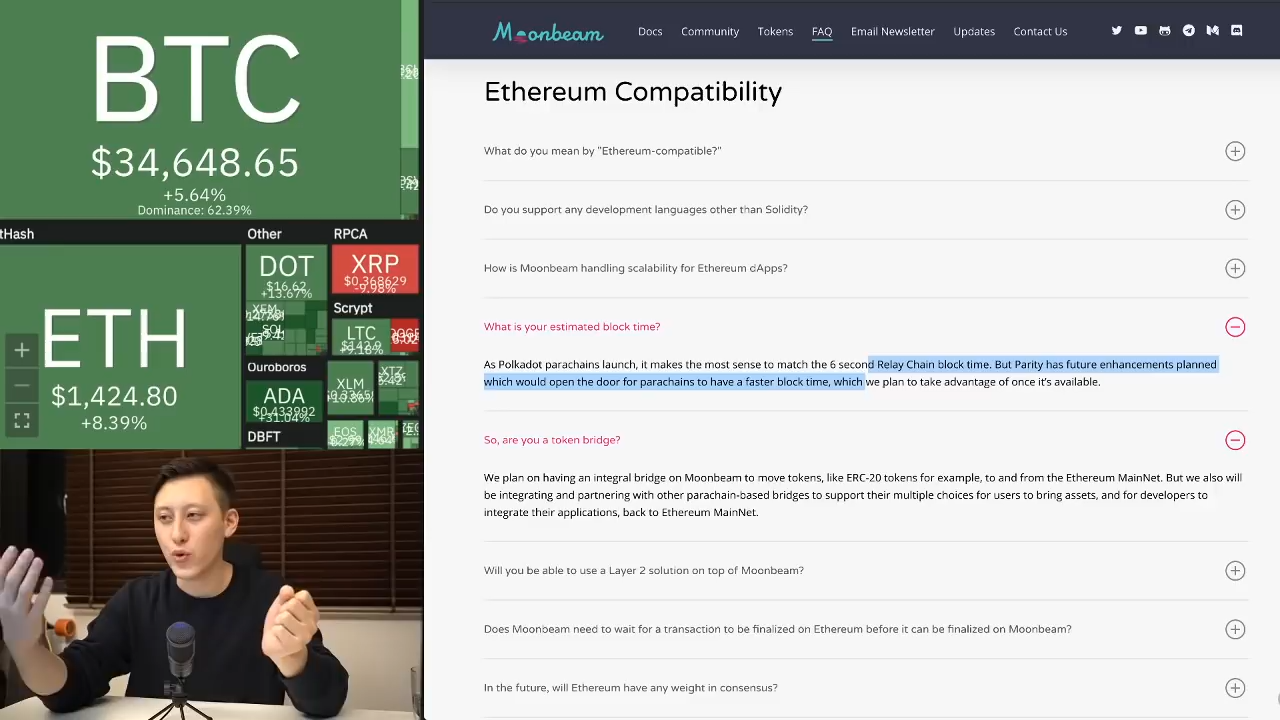 BTC
$34,648.65
+5.64%
Dominance: 62.39%
tHash
Other
RPCA
DOT
$16.62
+13.67%
XRP
$0.368629
-9.98%
Scrypt
LTC
ETH
$1,424.80
+8.39%
Ouroboros
ADA
$0.433992
+31.04%
XLM
XTZ
DBFT
EOS
XMR
Moonbeam
Docs
Community
Tokens
FAQ
Email Newsletter
Updates
Contact Us
Ethereum Compatibility
What do you mean by "Ethereum-compatible?"
Do you support any development languages other than Solidity?
How is Moonbeam handling scalability for Ethereum dApps?
What is your estimated block time?
As Polkadot parachains launch, it makes the most sense to match the 6 second Relay Chain block time. But Parity has future enhancements planned
which would open the door for parachains to have a faster block time, which we plan to take advantage of once it's available.
So, are you a token bridge?
We plan on having an integral bridge on Moonbeam to move tokens, like ERC-20 tokens for example, to and from the Ethereum MainNet. But we also will
be integrating and partnering with other parachain-based bridges to support their multiple choices for users to bring assets, and for developers to
integrate their applications, back to Ethereum MainNet.
Will you be able to use a Layer 2 solution on top of Moonbeam?
Does Moonbeam need to wait for a transaction to be finalized on Ethereum before it can be finalized on Moonbeam?
In the future, will Ethereum have any weight in consensus?